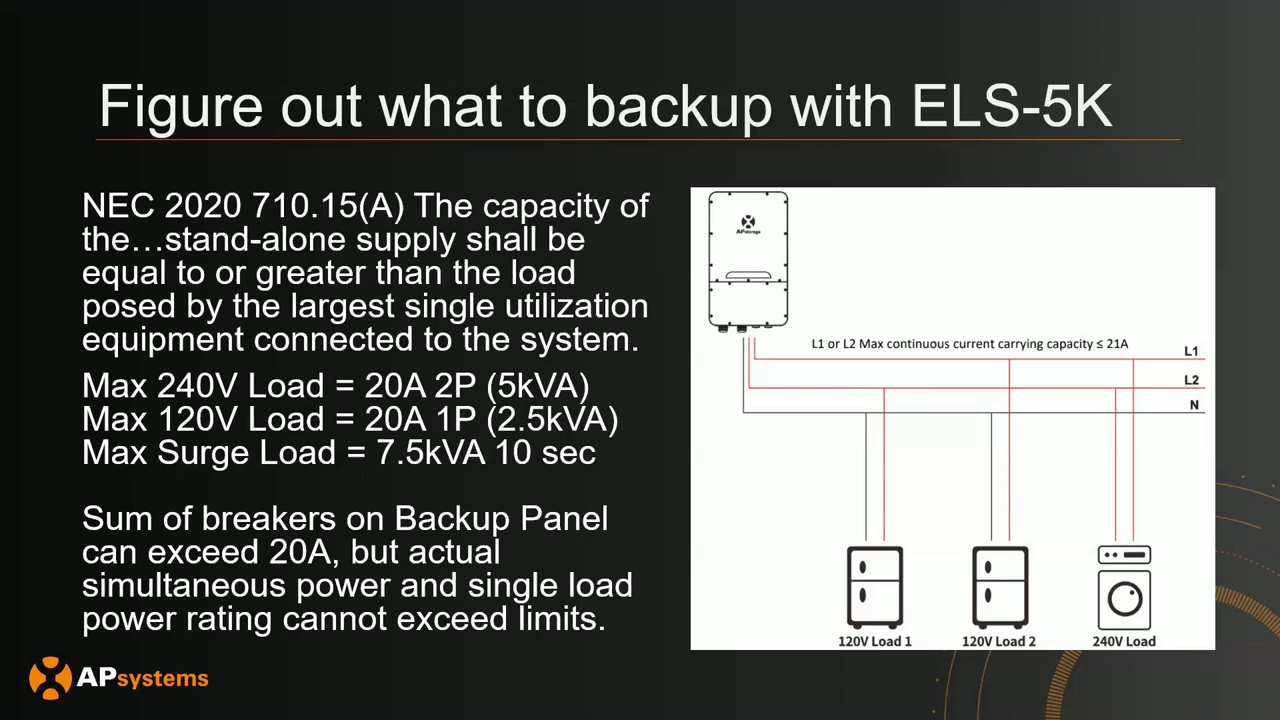 Figure out what to backup with ELS-5K
NEC 2020 710.15(A) The capacity of
the…stand-alone supply shall be
equal to or greater than the load
posed by the largest single utilization
equipment connected to the system.
Max 240V Load = 20A 2P (5kVA)
Max 120V Load = 20A 1P (2.5kVA)
Max Surge Load = 7.5kVA 10 sec
Sum of breakers on Backup Panel
can exceed 20A, but actual
simultaneous power and single load
power rating cannot exceed limits.
APstorage
L1 or L2 Max continuous current carrying capacity ≤ 21A
L1
L2
N
120V Load 1
120V Load 2
240V Load
APsystems